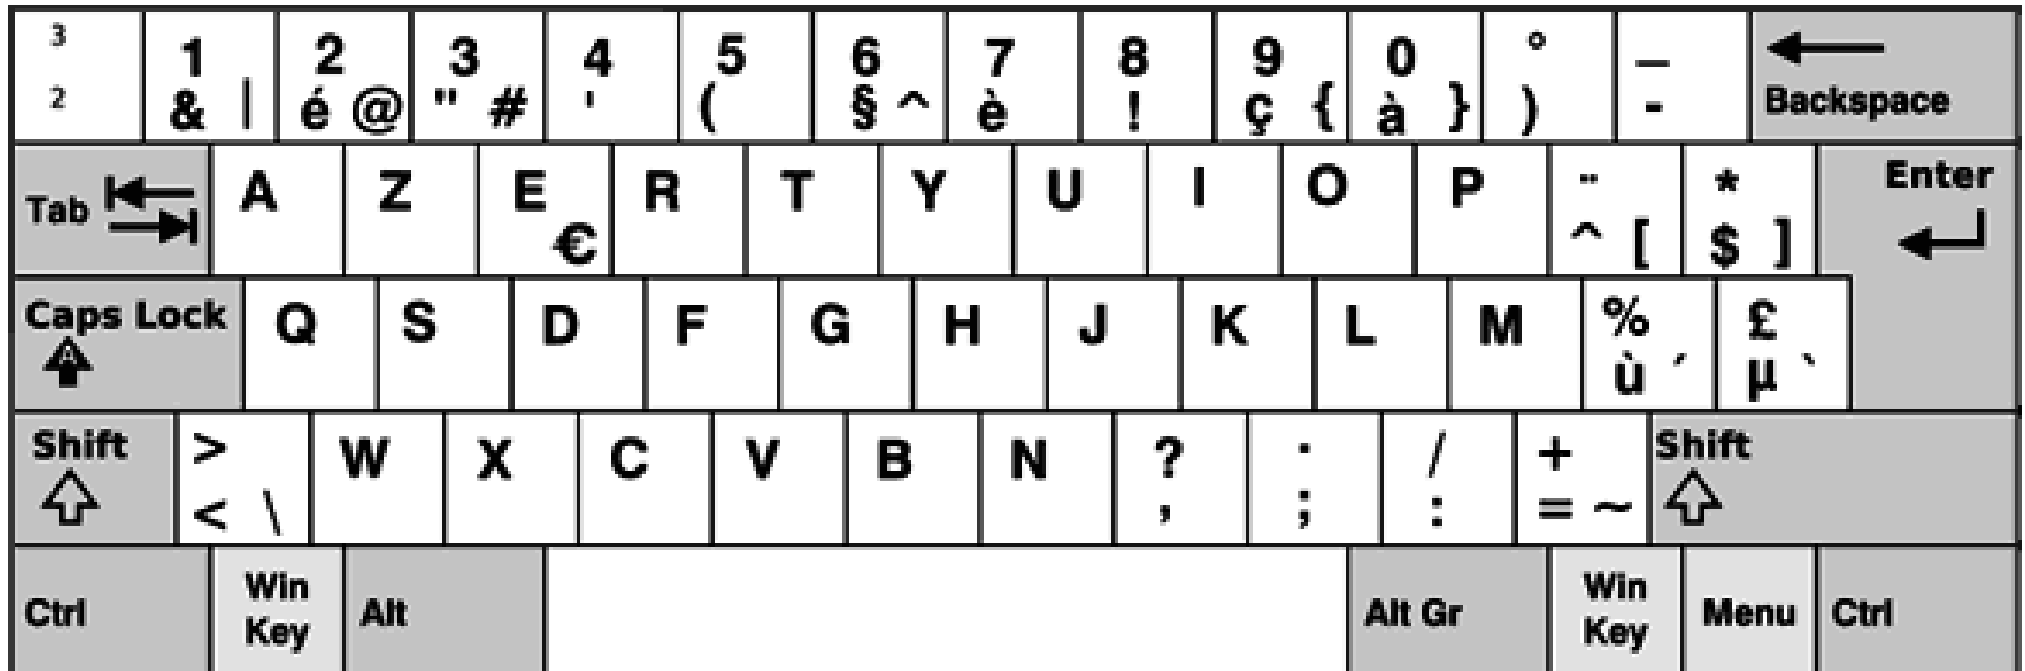 3 1 2 3 4 5 6 7 8 9 0 ° _
2 & | é @ " # ' ( § ^ è ! ç { à } ) - Backspace
Tab A Z E R T Y U I O P ¨ * Enter
€ ^ [ $ ]
Caps Lock Q S D F G H J K L M % £
ù ´ µ `
Shift > W X C V B N ? . / + Shift
< \ , ; : = ~
Ctrl Win Key Alt Alt Gr Win Key Menu Ctrl